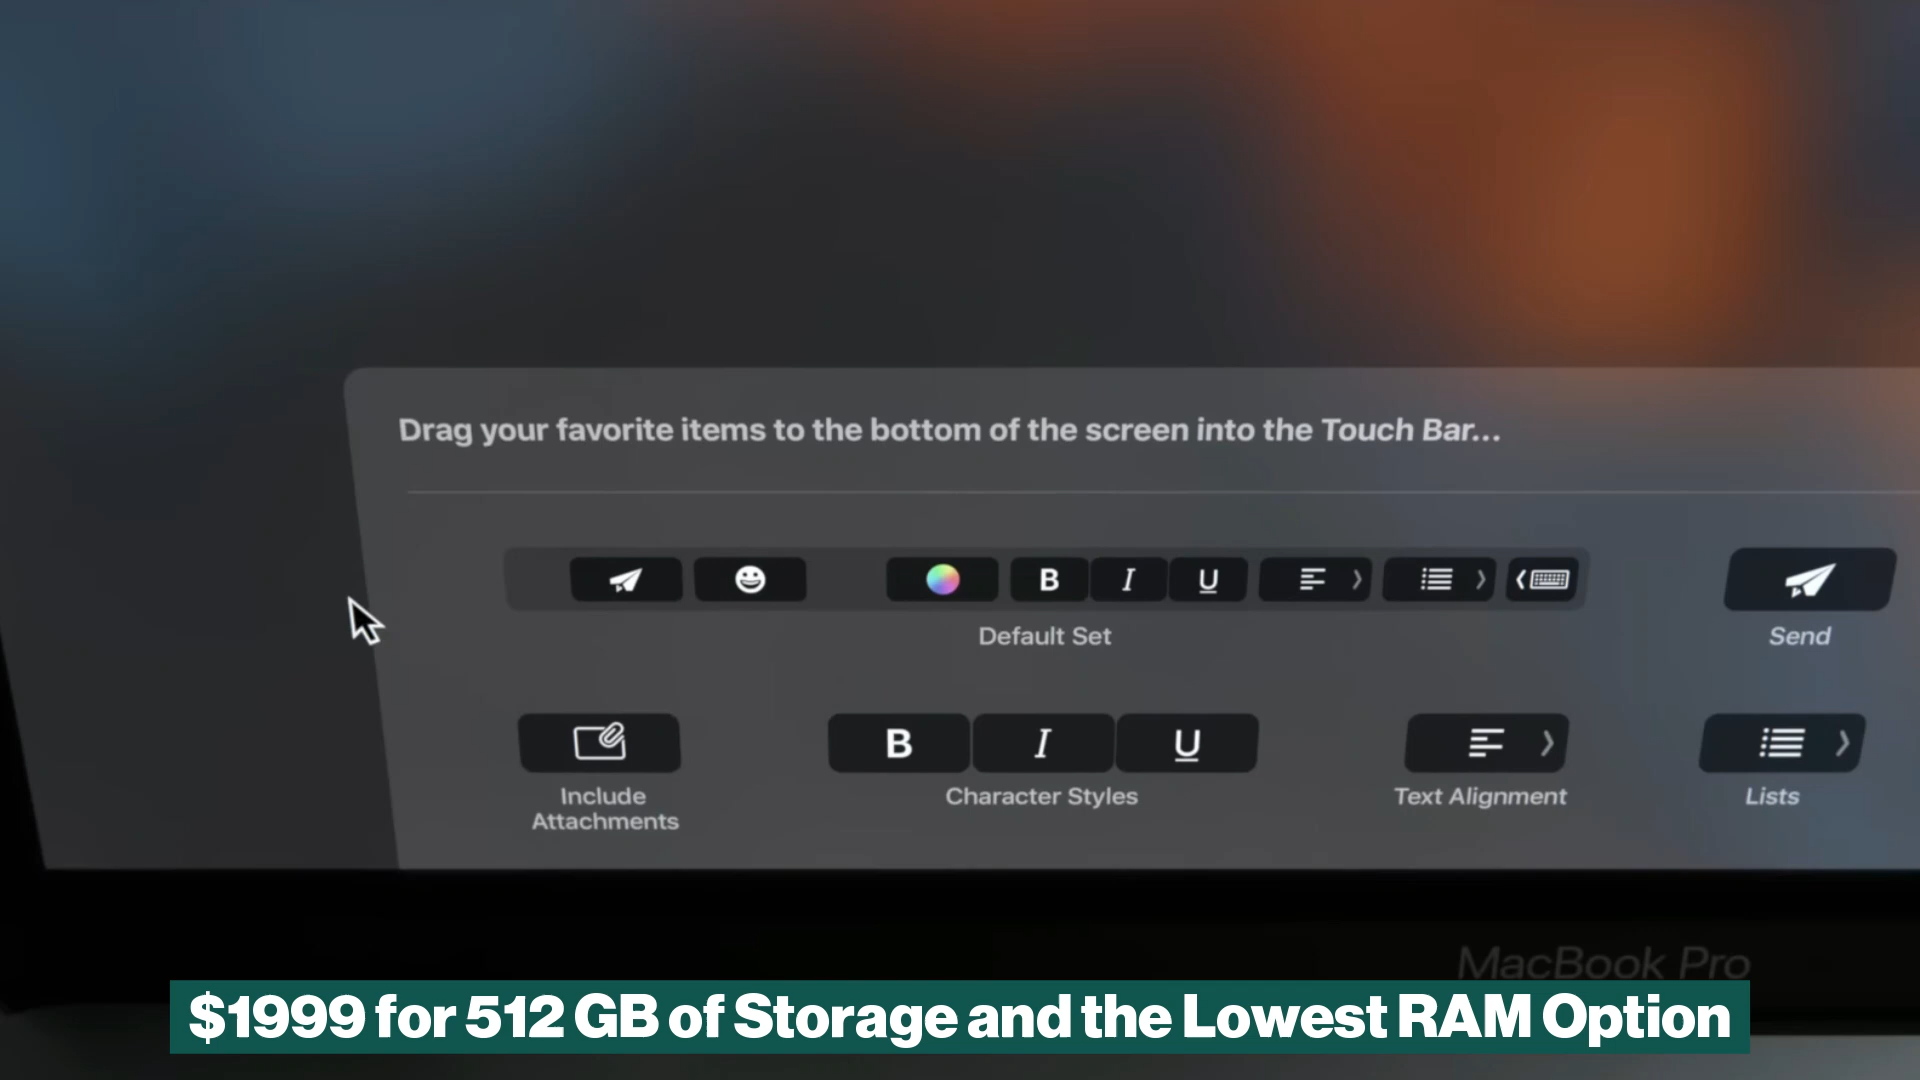 Drag your favorite items to the bottom of the screen into the Touch Bar...
B I U
Default Set
Send
B I U
Include
Attachments
Character Styles
Text Alignment
Lists
MacBook Pro
$1999 for 512 GB of Storage and the Lowest RAM Option